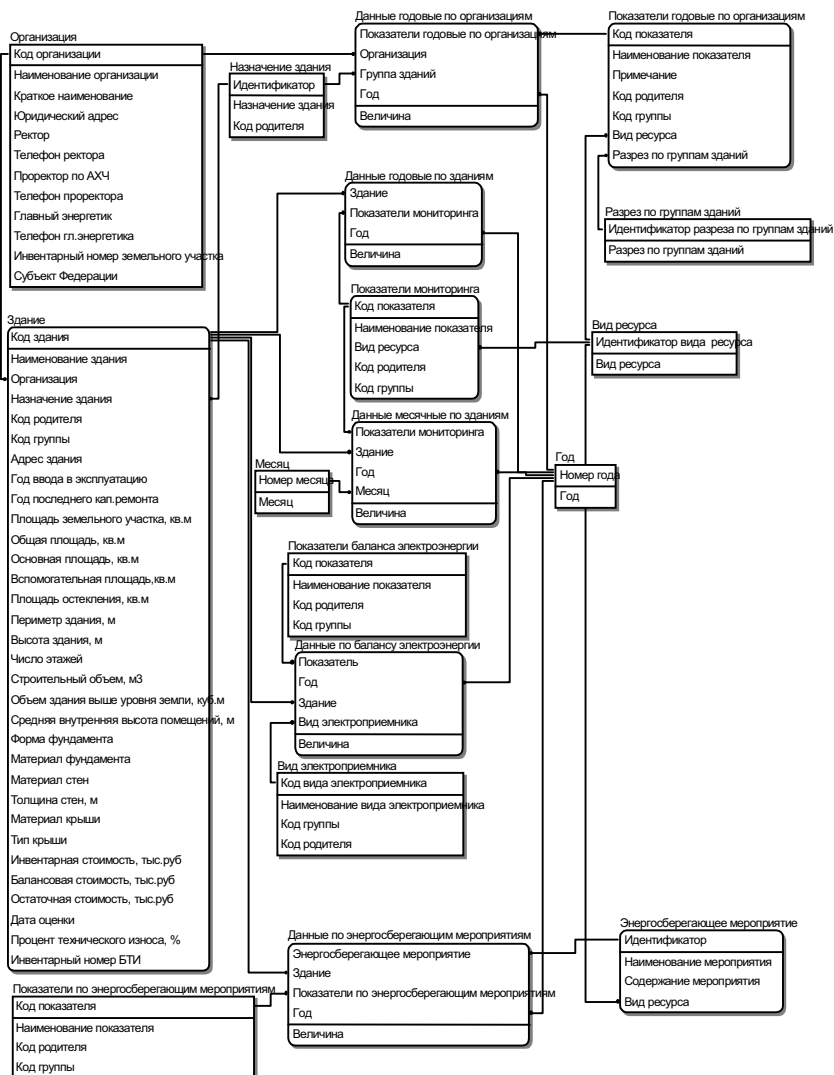 Организация
Код организации
Наименование организации
Краткое наименование
Юридический адрес
Ректор
Телефон ректора
Проректор по АХЧ
Телефон проректора
Главный энергетик
Телефон гл.энергетика
Инвентарный номер земельного участка
Субъект Федерации
Здание
Код здания
Наименование здания
Организация
Назначение здания
Код родителя
Код группы
Адрес здания
Год ввода в эксплуатацию
Год последнего кап.ремонта
Площадь земельного участка, кв.м
Общая площадь, кв.м
Основная площадь, кв.м
Вспомогательная площадь,кв.м
Площадь остекления, кв.м
Периметр здания, м
Высота здания, м
Число этажей
Строительный объем, м3
Объем здания выше уровня земли, куб.м
Средняя внутренняя высота помещений, м
Форма фундамента
Материал фундамента
Материал стен
Толщина стен, м
Материал крыши
Тип крыши
Инвентарная стоимость, тыс.руб
Балансовая стоимость, тыс.руб
Остаточная стоимость, тыс.руб
Дата оценки
Процент технического износа, %
Инвентарный номер БТИ
Показатели по энергосберегающим мероприятиям
Код показателя
Наименование показателя
Код родителя
Код группы
Назначение здания
Идентификатор
Назначение здания
Код родителя
Данные годовые по организациям
Показатели годовые по организациям
Организация
Группа зданий
Год
Величина
Данные годовые по зданиям
Здание
Показатели мониторинга
Год
Величина
Показатели мониторинга
Код показателя
Наименование показателя
Вид ресурса
Код родителя
Код группы
Данные месячные по зданиям
Показатели мониторинга
Здание
Год
Месяц
Величина
Месяц
Номер месяца
Месяц
Показатели баланса электроэнергии
Код показателя
Наименование показателя
Код родителя
Код группы
Данные по балансу электроэнергии
Показатель
Год
Здание
Вид электроприемника
Величина
Вид электроприемника
Код вида электроприемника
Наименование вида электроприемника
Код группы
Код родителя
Данные по энергосберегающим мероприятиям
Энергосберегающее мероприятие
Здание
Показатели по энергосберегающим мероприятиям
Год
Величина
Показатели годовые по организациям
Код показателя
Наименование показателя
Примечание
Код родителя
Код группы
Вид ресурса
Разрез по группам зданий
Разрез по группам зданий
Идентификатор разреза по группам зданий
Разрез по группам зданий
Вид ресурса
Идентификатор вида ресурса
Вид ресурса
Год
Номер года
Год
Энергосберегающее мероприятие
Идентификатор
Наименование мероприятия
Содержание мероприятия
Вид ресурса